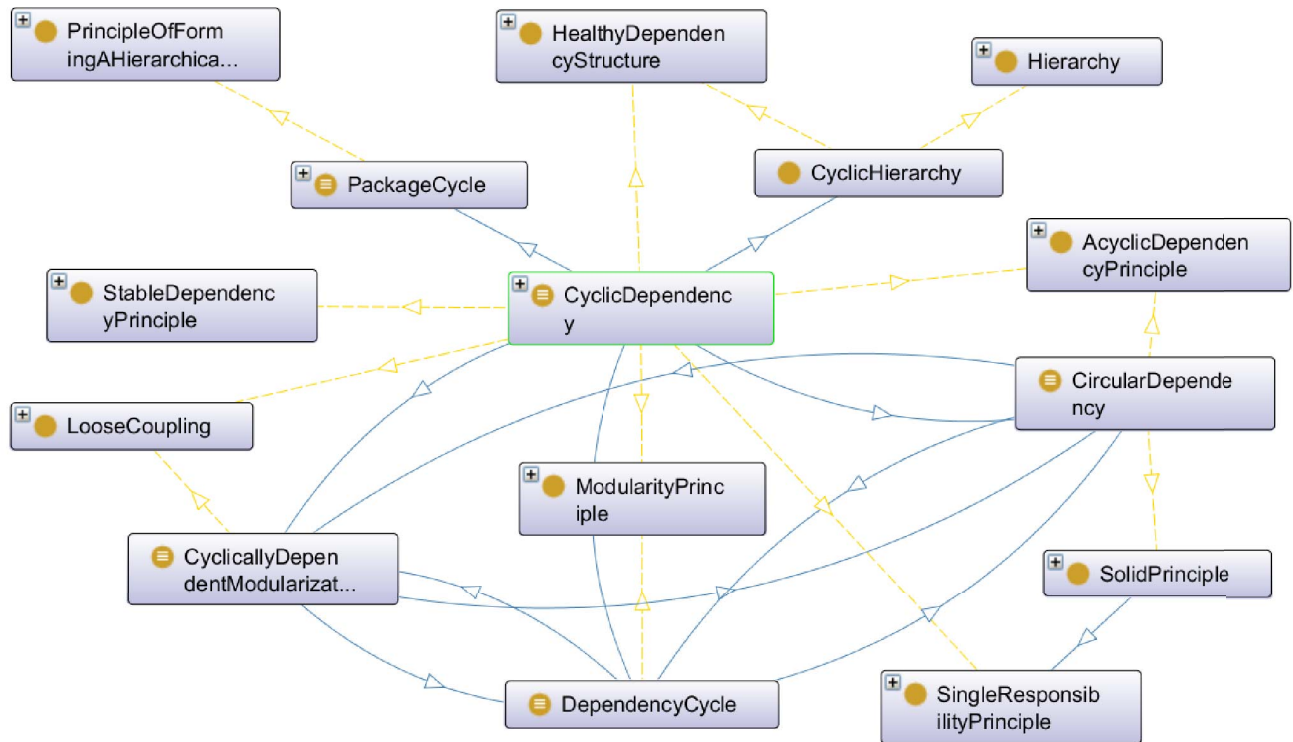 PrincipleOfForm
ingAHierarchica...
HealthyDependen
cyStructure
Hierarchy
PackageCycle
CyclicHierarchy
AcyclicDependen
cyPrinciple
StableDependenc
yPrinciple
CyclicDependenc
y
CircularDepende
ncy
LooseCoupling
ModularityPrinc
iple
CyclicallyDepen
dentModularizat...
SolidPrinciple
DependencyCycle
SingleResponsib
ilityPrinciple